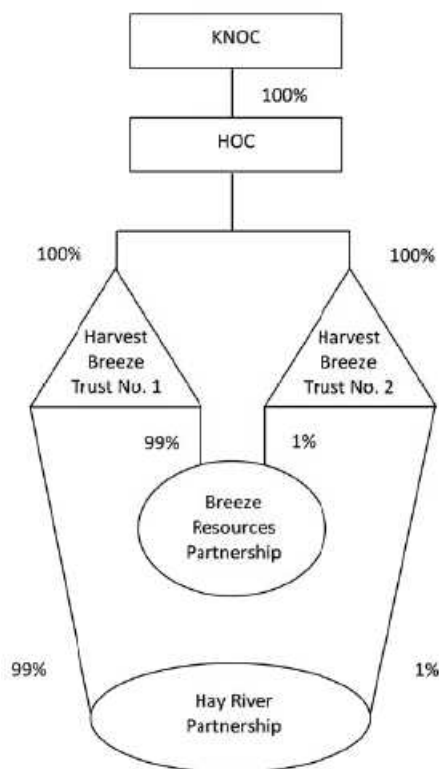 KNOC
100%
HOC
100%
100%
Harvest
Breeze
Trust No. 1
Harvest
Breeze
Trust No. 2
99%
1%
Breeze
Resources
Partnership
99%
1%
Hay River
Partnership